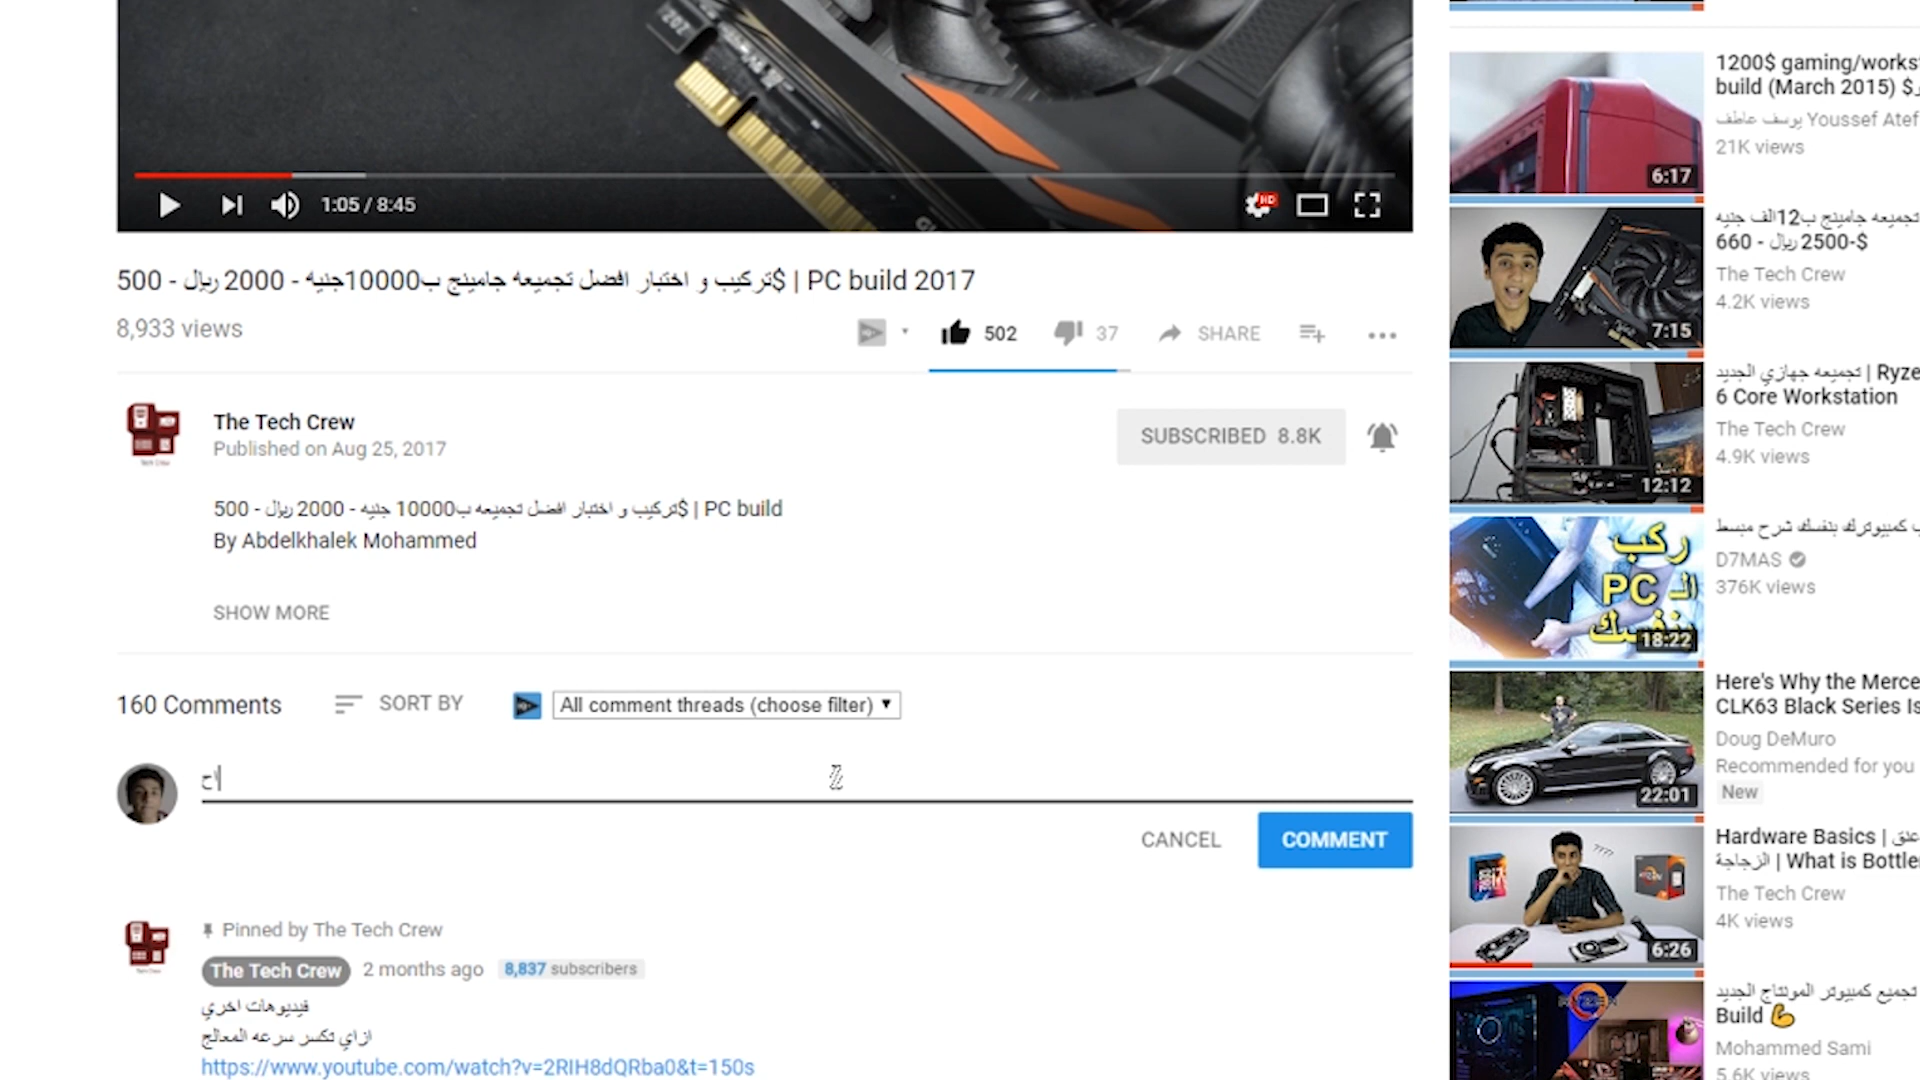 1:05 / 8:45
HD
تركيب و اختبار افضل تجميعه جامينج ب10000جنيه - 2000 ريال - 500$ | PC build 2017
8,933 views
502
37
SHARE
The Tech Crew
Published on Aug 25, 2017
SUBSCRIBED 8.8K
تركيب و اختبار افضل تجميعه ب10000 جنيه - 2000 ريال - 500$ | PC build
By Abdelkhalek Mohammed
SHOW MORE
160 Comments
SORT BY
All comment threads (choose filter)
اح
CANCEL
COMMENT
Pinned by The Tech Crew
The Tech Crew 2 months ago 8,837 subscribers
فيديوهات اخري
ازاي تكسر سرعه المعالج
https://www.youtube.com/watch?v=2RIH8dQRba0&t=150s
6:17
1200$ gaming/works
build (March 2015) $
يوسف عاطف Youssef Atef
21K views
7:15
تجميعه جامينج ب12الف جنيه
2500-$ ريال - 660
The Tech Crew
4.2K views
12:12
تجميعه جهازي الجديد | Ryze
6 Core Workstation
The Tech Crew
4.9K views
ركب
الـ PC
بنفسك
18:22
كمبيوترك بنفسك شرح مبسط
D7MAS
376K views
22:01
Here's Why the Merce
CLK63 Black Series Is
Doug DeMuro
Recommended for you
New
RYZEN
6:26
Hardware Basics | عنق
الزجاجة | What is Bottle
The Tech Crew
4K views
RYZEN
تجميع كمبيوتر المونتاج الجديد
Build
Mohammed Sami
5.6K views